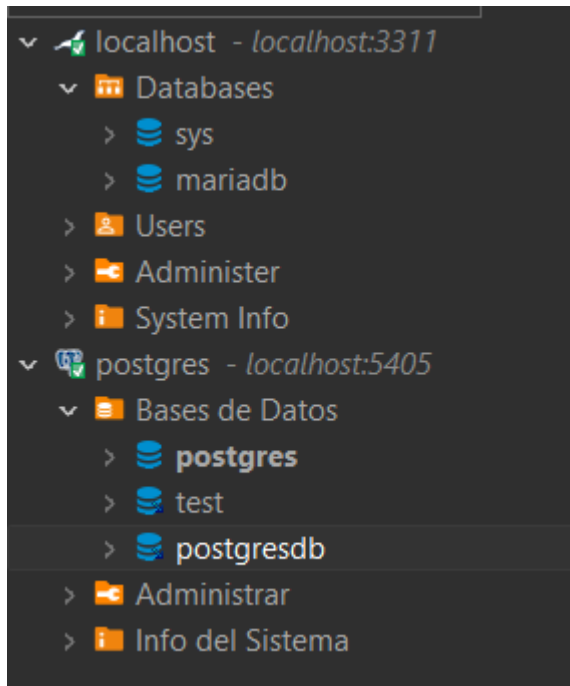 localhost - localhost:3311
Databases
sys
mariadb
Users
Administer
System Info
postgres - localhost:5405
Bases de Datos
postgres
test
postgresdb
Administrar
Info del Sistema